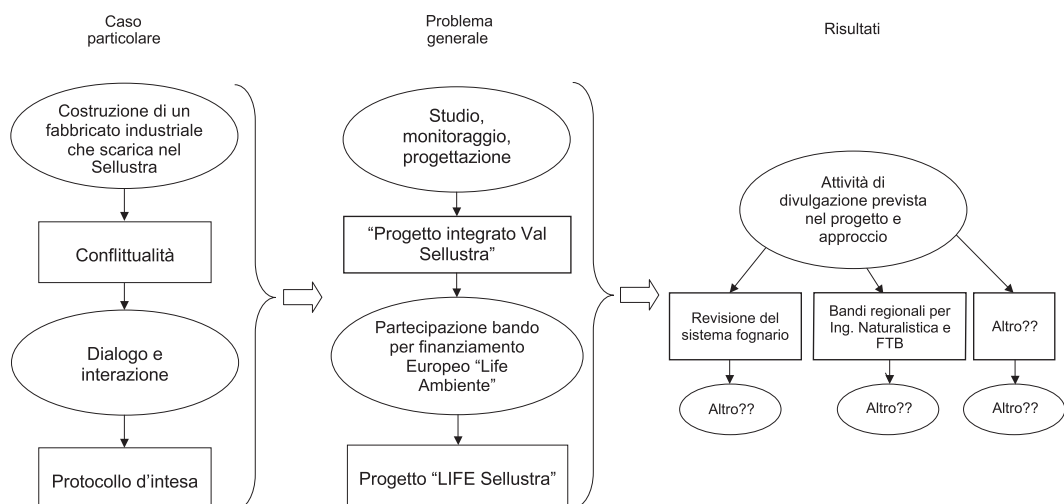 Caso
particolare
Problema
generale
Risultati
Costruzione di un
fabbricato industriale
che scarica nel
Sellustra
Conflittualità
Dialogo e
interazione
Protocollo d'intesa
Studio,
monitoraggio,
progettazione
“Progetto integrato Val
Sellustra”
Partecipazione bando
per finanziamento
Europeo “Life
Ambiente”
Progetto “LIFE Sellustra”
Attività di
divulgazione prevista
nel progetto e
approccio
Revisione del
sistema fognario
Bandi regionali per
Ing. Naturalistica e
FTB
Altro??
Altro??
Altro??
Altro??